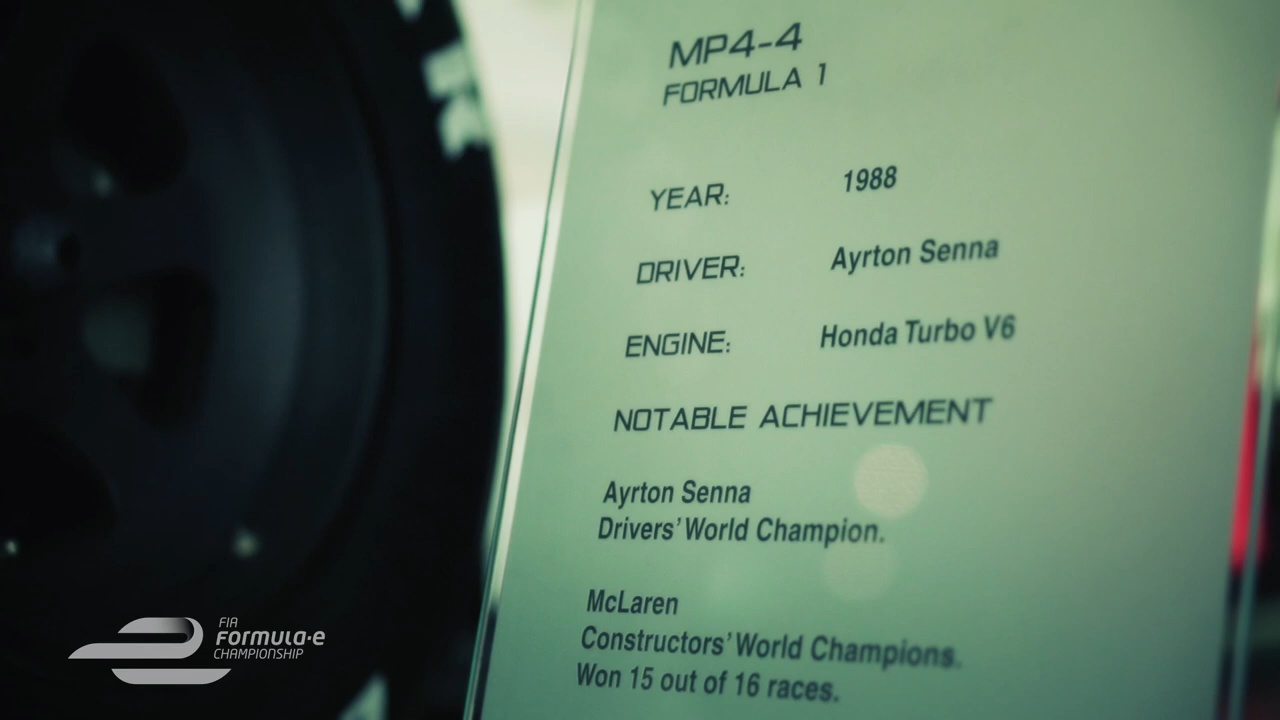 MP4-4
FORMULA 1
YEAR: 1988
DRIVER: Ayrton Senna
ENGINE: Honda Turbo V6
NOTABLE ACHIEVEMENT
Ayrton Senna
Drivers' World Champion.
McLaren
Constructors' World Champions.
Won 15 out of 16 races.
FIA
Formula-e
CHAMPIONSHIP